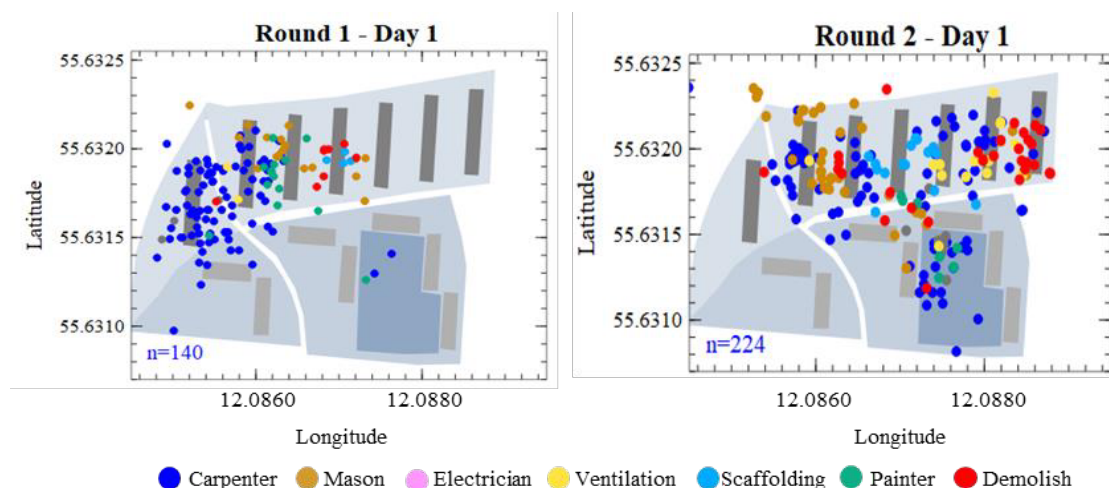 Round 1 - Day 1
Latitude
55.6325
55.6320
55.6315
55.6310
n=140
12.0860 12.0880
Longitude
Round 2 - Day 1
Latitude
55.6325
55.6320
55.6315
55.6310
n=224
12.0860 12.0880
Longitude
Carpenter Mason Electrician Ventilation Scaffolding Painter Demolish